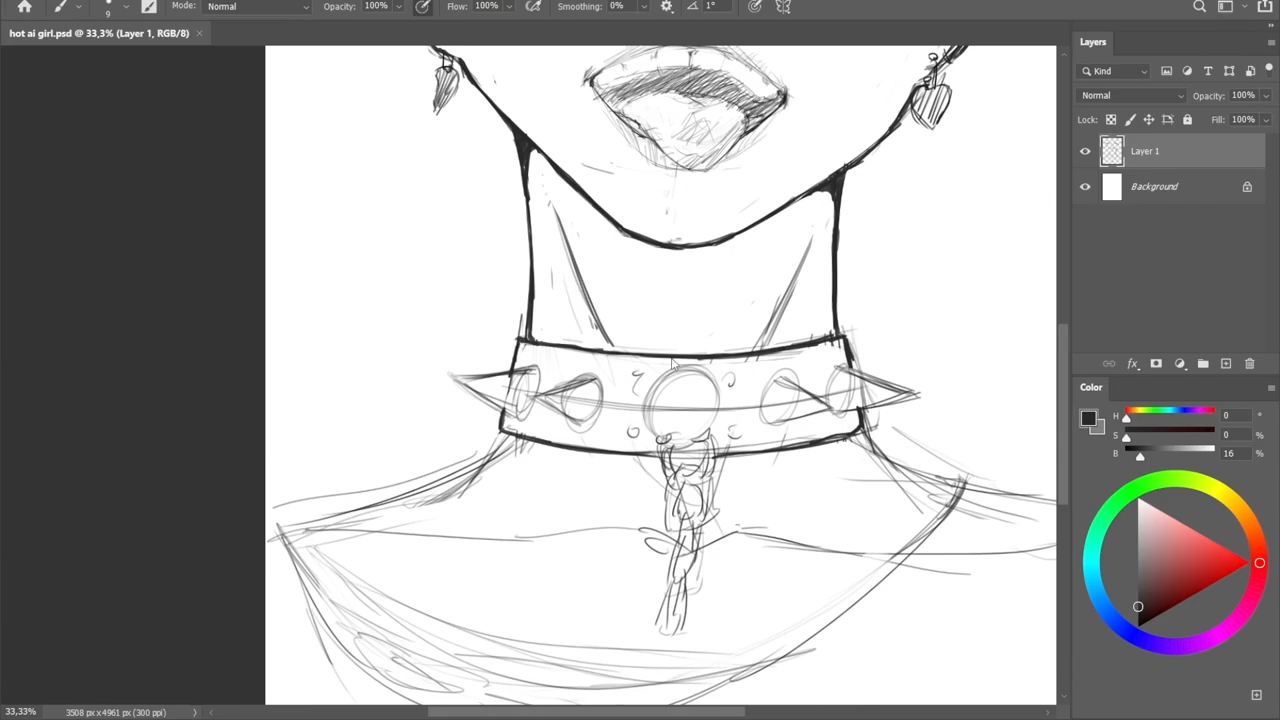 9 Mode: Normal Opacity: 100% Flow: 100% Smoothing: 0% 1°
hot ai girl.psd @ 33,3% (Layer 1, RGB/8) ×
Layers
Kind
Normal Opacity: 100%
Lock: Fill: 100%
Layer 1
Background
fx
Color
H 0 °
S 0 %
B 16 %
33,33% 3508 px x 4961 px (300 ppi)